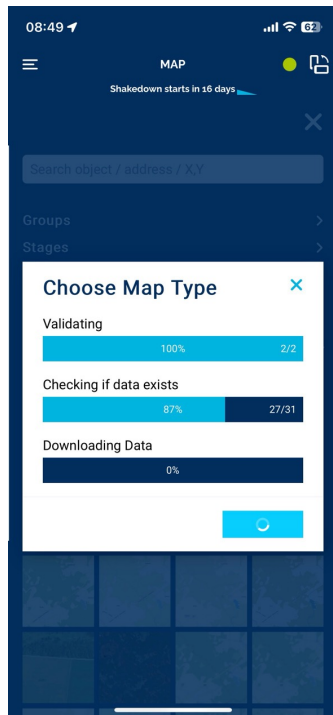 08:49
62
MAP
Shakedown starts in 16 days
Search object / address / X,Y
Groups
Stages
Choose Map Type
Validating
100% 2/2
Checking if data exists
87% 27/31
Downloading Data
0%